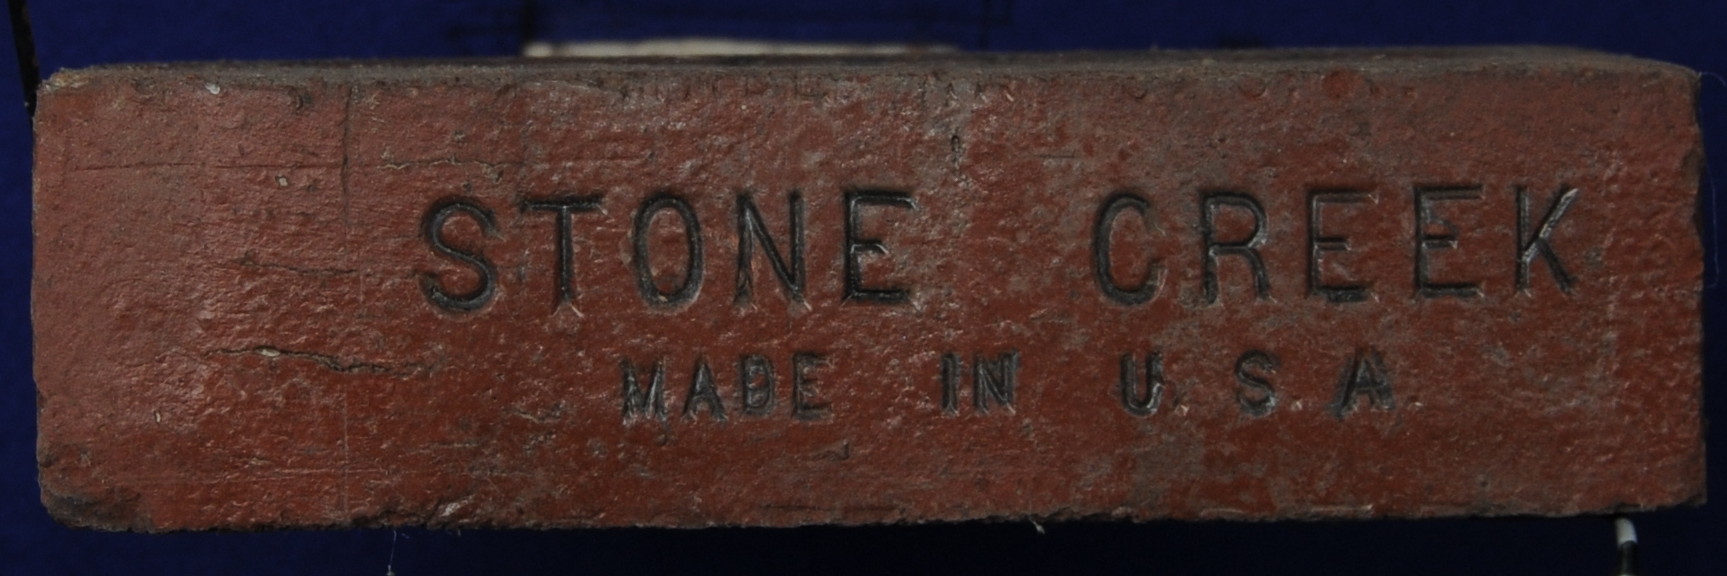 STONE CREEK
MADE IN U S A